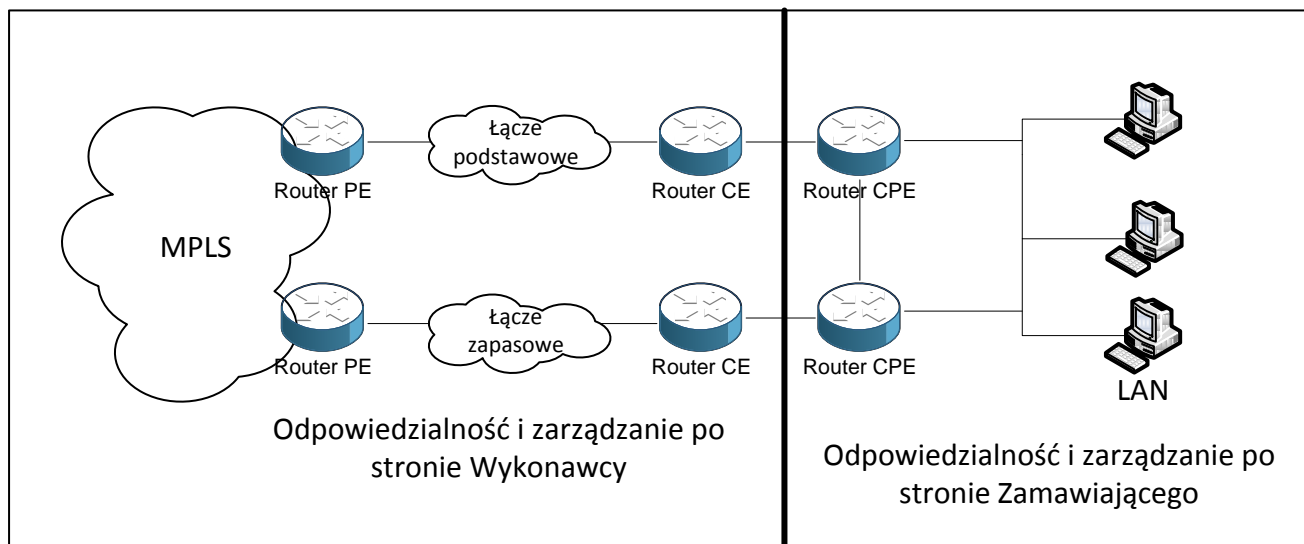 Łącze
podstawowe
Router PE
Router CE
Router CPE
MPLS
Łącze
zapasowe
Router PE
Router CE
Router CPE
LAN
Odpowiedzialność i zarządzanie po
stronie Wykonawcy
Odpowiedzialność i zarządzanie po
stronie Zamawiającego